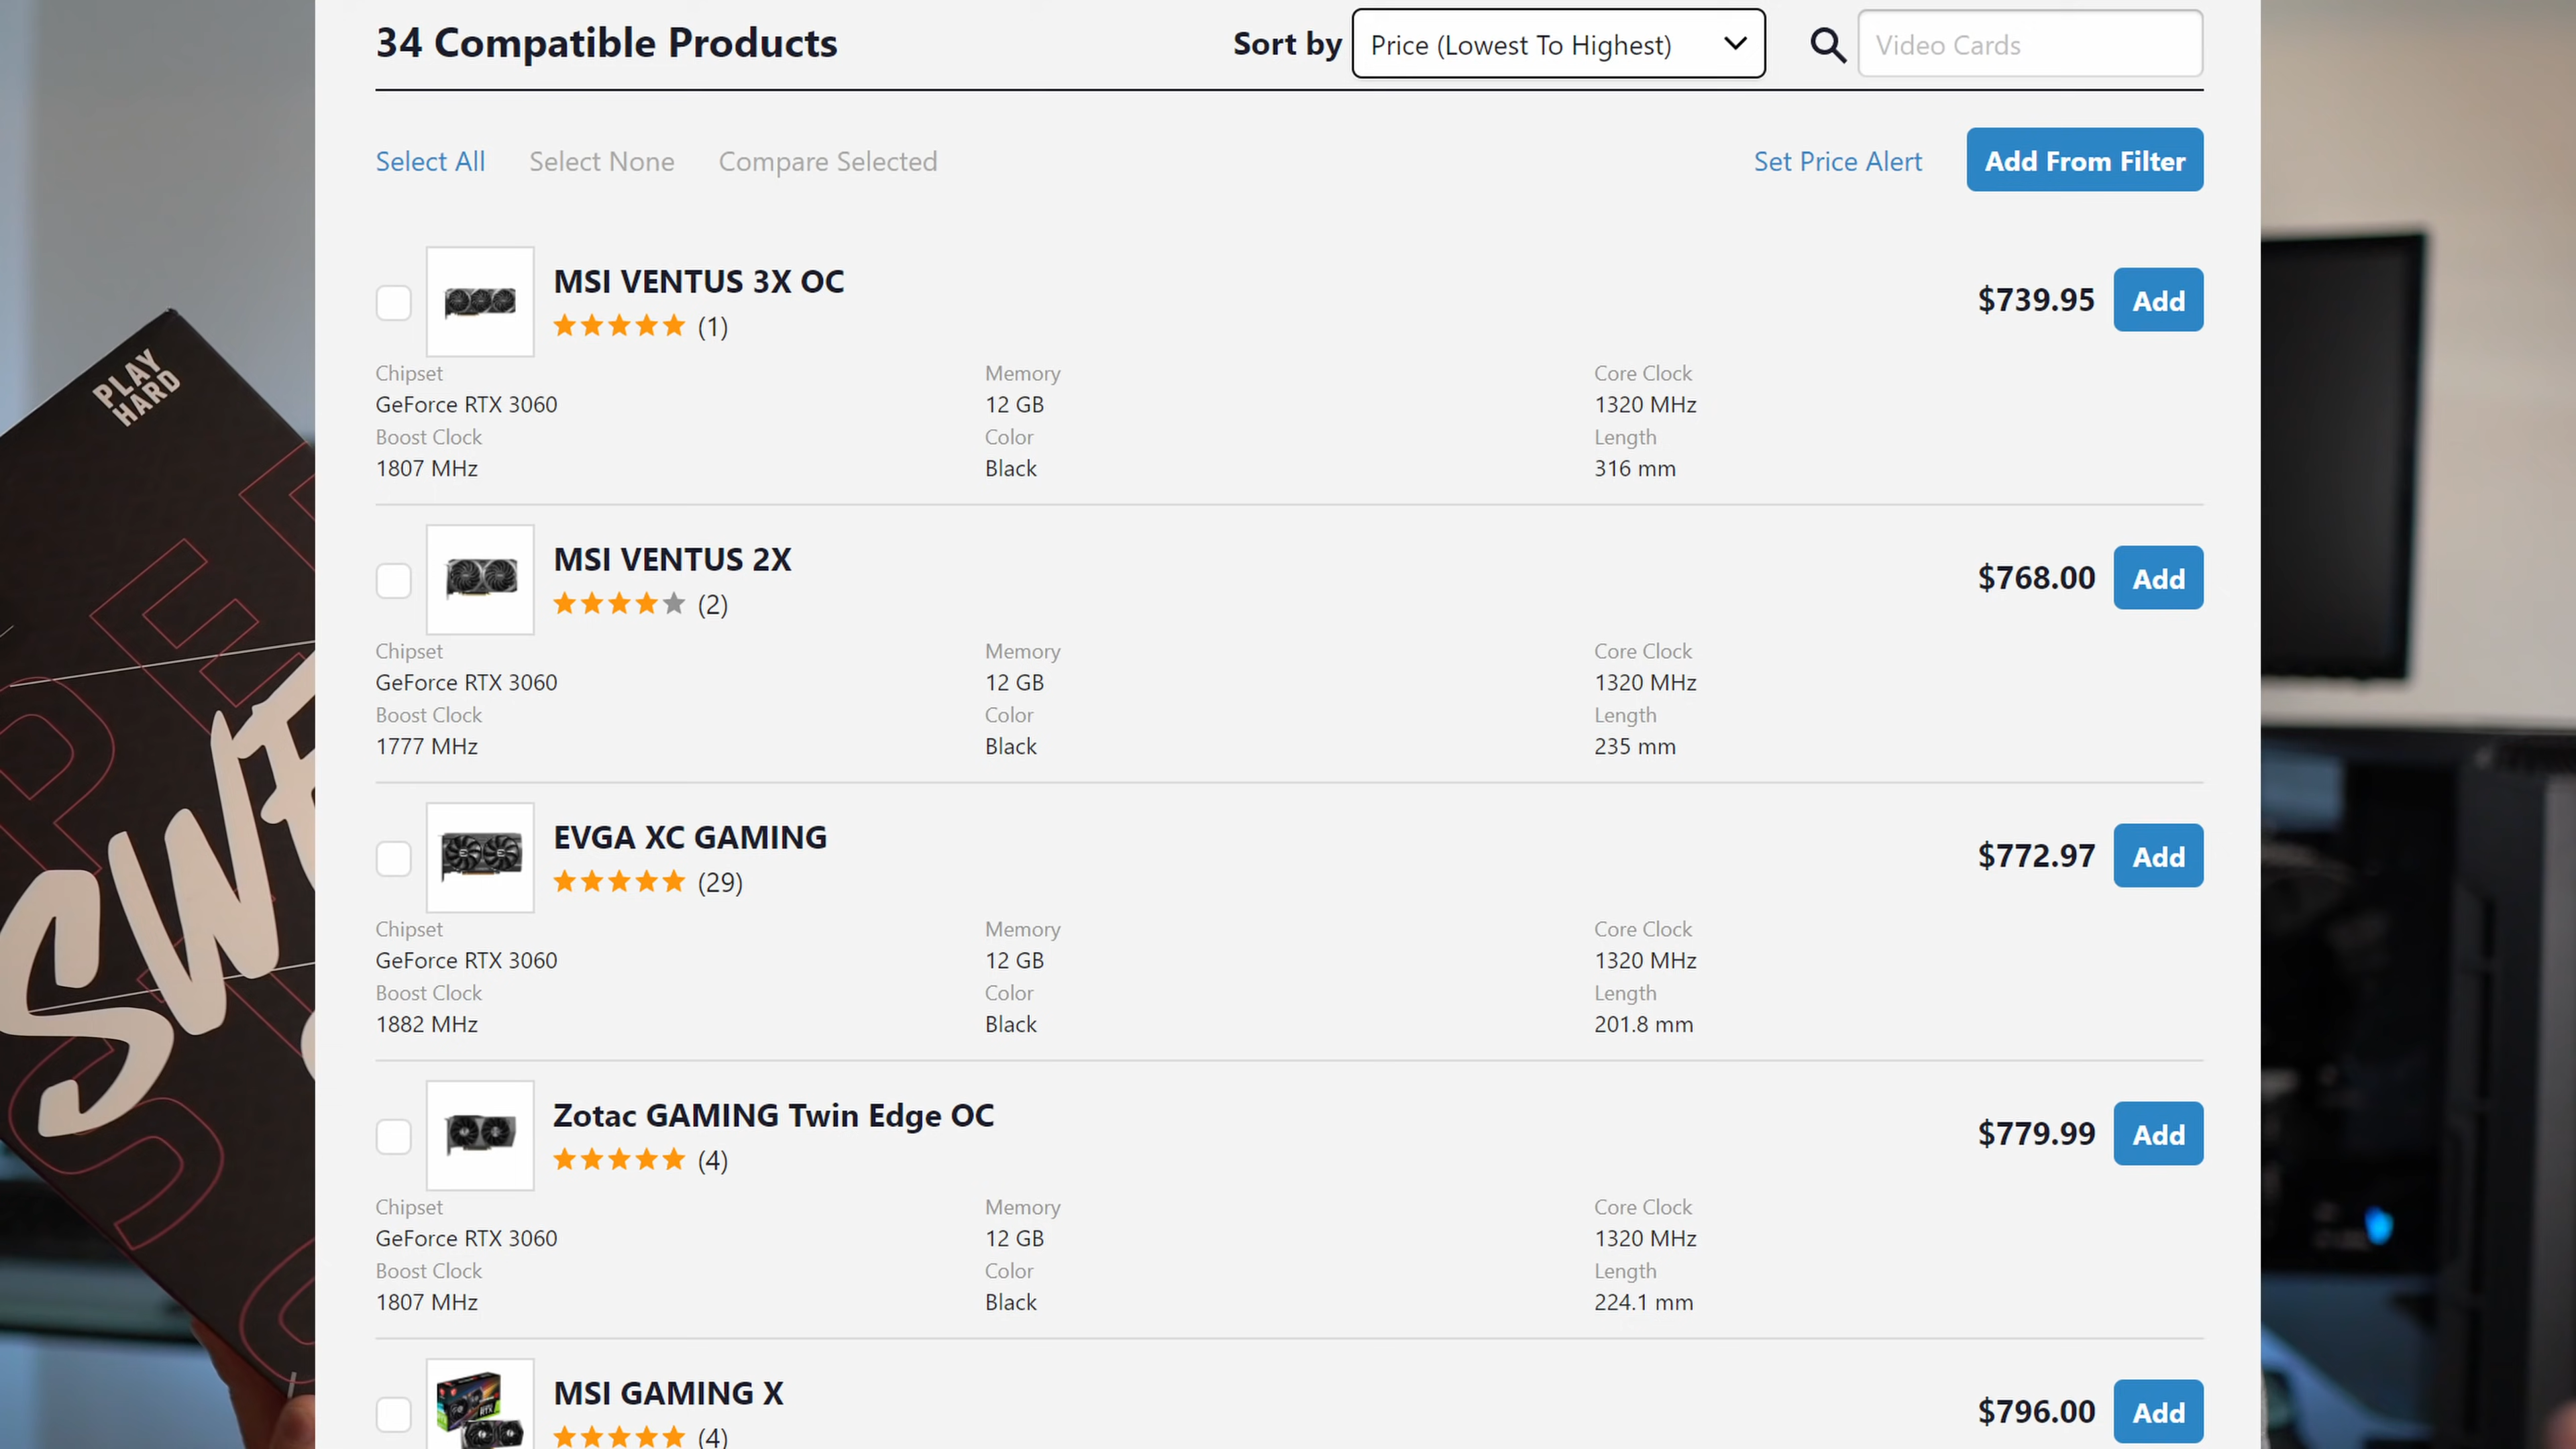 34 Compatible Products
Sort by Price (Lowest To Highest) Video Cards
Select All Select None Compare Selected Set Price Alert Add From Filter
MSI VENTUS 3X OC
(1)
$739.95 Add
Chipset Memory Core Clock
GeForce RTX 3060 12 GB 1320 MHz
Boost Clock Color Length
1807 MHz Black 316 mm
MSI VENTUS 2X
(2)
$768.00 Add
Chipset Memory Core Clock
GeForce RTX 3060 12 GB 1320 MHz
Boost Clock Color Length
1777 MHz Black 235 mm
EVGA XC GAMING
(29)
$772.97 Add
Chipset Memory Core Clock
GeForce RTX 3060 12 GB 1320 MHz
Boost Clock Color Length
1882 MHz Black 201.8 mm
Zotac GAMING Twin Edge OC
(4)
$779.99 Add
Chipset Memory Core Clock
GeForce RTX 3060 12 GB 1320 MHz
Boost Clock Color Length
1807 MHz Black 224.1 mm
MSI GAMING X
(4)
$796.00 Add
PLAY
HARD